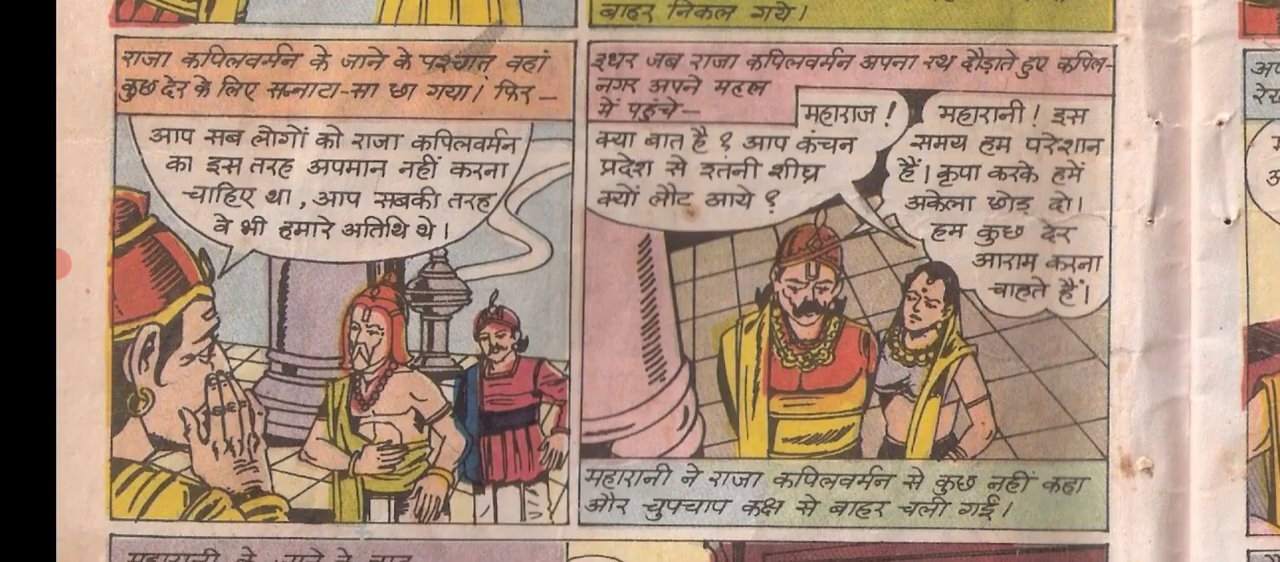 बाहर निकल गये।
राजा कपिलवर्मन के जाने के पश्चात् वहां
कुछ देर के लिए सन्नाटा-सा छा गया। फिर —
आप सब लोगों को राजा कपिलवर्मन
का इस तरह अपमान नहीं करना
चाहिए था, आप सबकी तरह
वे भी हमारे अतिथि थे।
इधर जब राजा कपिलवर्मन अपना रथ दौड़ाते हुए कपिल-
नगर अपने महल
में पहुंचे —
महाराज!
क्या बात है? आप कंचन
प्रदेश से इतनी शीघ्र
क्यों लौट आये?
महारानी! इस
समय हम परेशान
हैं। कृपा करके हमें
अकेला छोड़ दो।
हम कुछ देर
आराम करना
चाहते हैं।
महारानी ने राजा कपिलवर्मन से कुछ नहीं कहा
और चुपचाप कक्ष से बाहर चली गईं।
महारानी के जाने के बाद